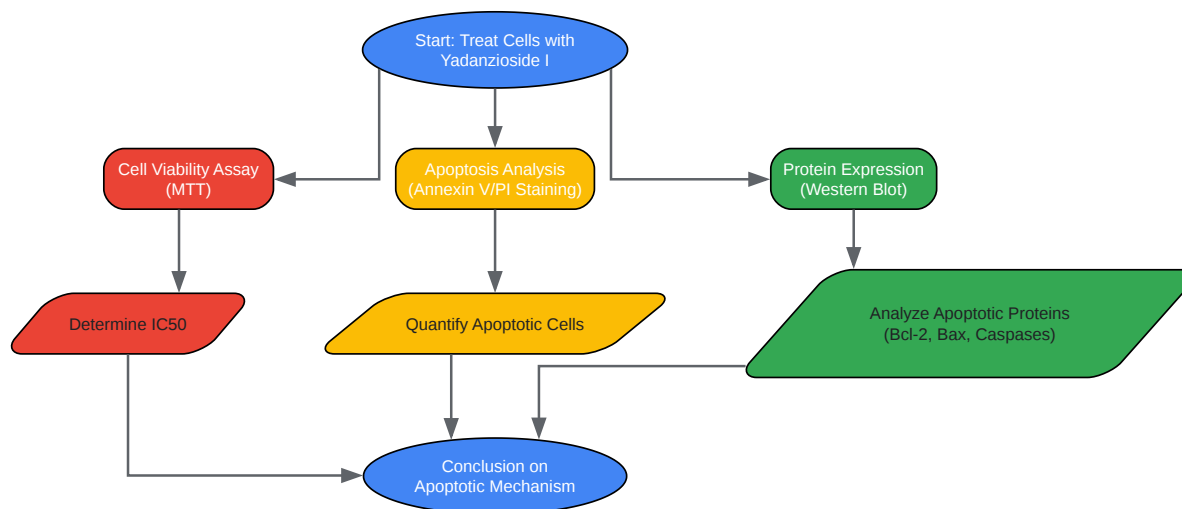 Start: Treat Cells with
Yadanzioside I
Cell Viability Assay
(MTT)
Apoptosis Analysis
(Annexin V/PI Staining)
Protein Expression
(Western Blot)
Determine IC50
Quantify Apoptotic Cells
Analyze Apoptotic Proteins
(Bcl-2, Bax, Caspases)
Conclusion on
Apoptotic Mechanism